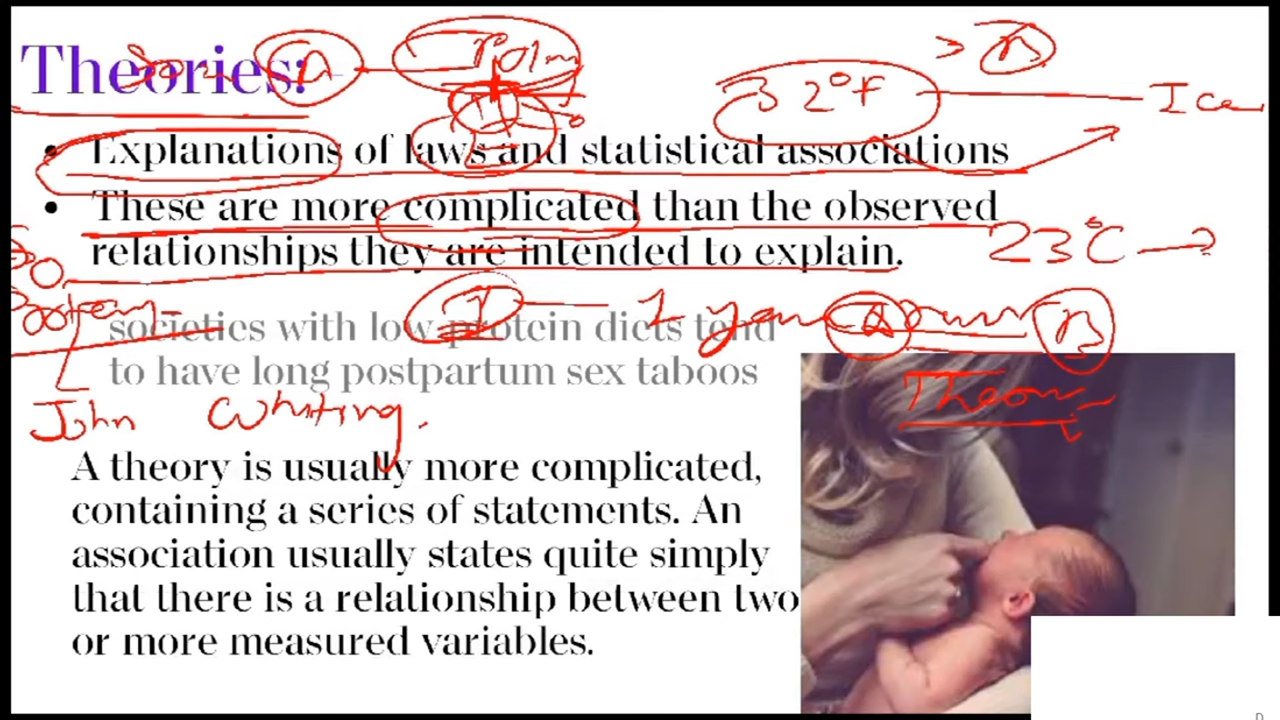 Theories:
A
32°F
B
Ice
• Explanations of laws and statistical associations
• These are more complicated than the observed
relationships they are intended to explain.
23°C - ?
societies with low protein diets tend
to have long postpartum sex taboos
1 year
A
B
Theory
John Whiting.
A theory is usually more complicated,
containing a series of statements. An
association usually states quite simply
that there is a relationship between two
or more measured variables.